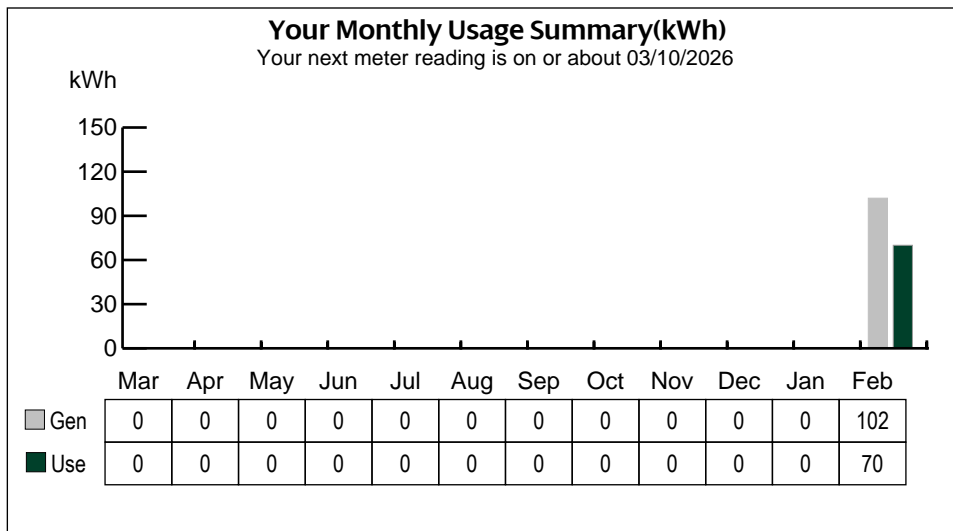 Your Monthly Usage Summary(kWh)
Your next meter reading is on or about 03/10/2026
kWh
150
120
90
60
30
0
Mar Apr May Jun Jul Aug Sep Oct Nov Dec Jan Feb
Gen 0 0 0 0 0 0 0 0 0 0 0 102
Use 0 0 0 0 0 0 0 0 0 0 0 70